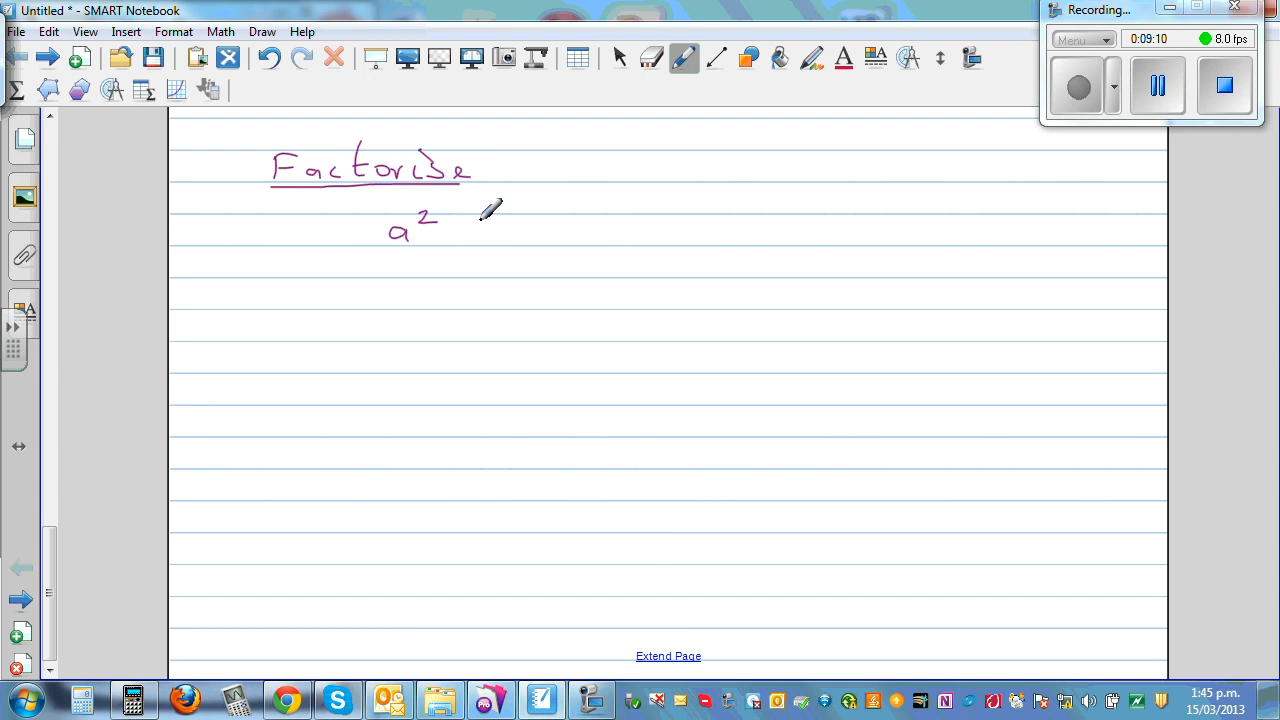 Untitled * - SMART Notebook
Recording...
File Edit View Insert Format Math Draw Help
Menu
0:09:10
8.0 fps
Factorise
a²
Extend Page
1:45 p.m.
15/03/2013